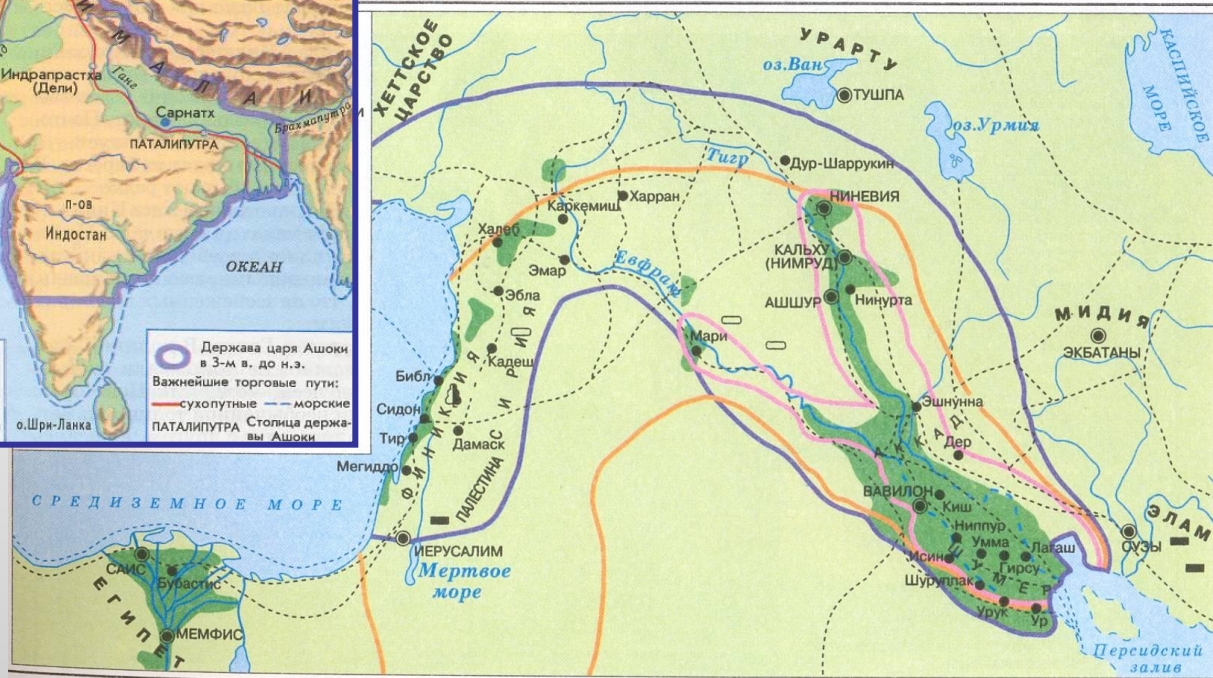 ИМАЛАИ
Индрапрастха
(Дели)
Ганг
Сарнатх
Брахмапутра
ПАТАЛИПУТРА
п-ов
Индостан
ОКЕАН
о.Шри-Ланка
Держава царя Ашоки
в 3-м в. до н.э.
Важнейшие торговые пути:
сухопутные
морские
ПАТАЛИПУТРА Столица держа-
вы Ашоки
ХЕТТСКОЕ
ЦАРСТВО
УРАРТУ
оз.Ван
ТУШПА
КАСПИЙСКОЕ
МОРЕ
оз.Урмия
Тигр
Дур-Шаррукин
Харран
НИНЕВИЯ
Каркемиш
Халеб
КАЛЬХУ
(НИМРУД)
Эмар
Евфрат
Эбла
АШШУР
Нинурта
МИДИЯ
ЭКБАТАНЫ
Мари
Кадеш
СИРИЯ
Библ
ФИНИКИЯ
Сидон
Эшнунна
Тир
Дамаск
АККАД
Дер
Мегиддо
ПАЛЕСТИНА
СРЕДИЗЕМНОЕ МОРЕ
ВАВИЛОН
Киш
ЭЛАМ
Ниппур
СУЗЫ
ИЕРУСАЛИМ
Умма
Лагаш
Исин
Гирсу
Мертвое
море
ШУМЕР
Шуруппак
Урук
Ур
САИС
Бубастис
ЕГИПЕТ
МЕМФИС
Персидский
залив